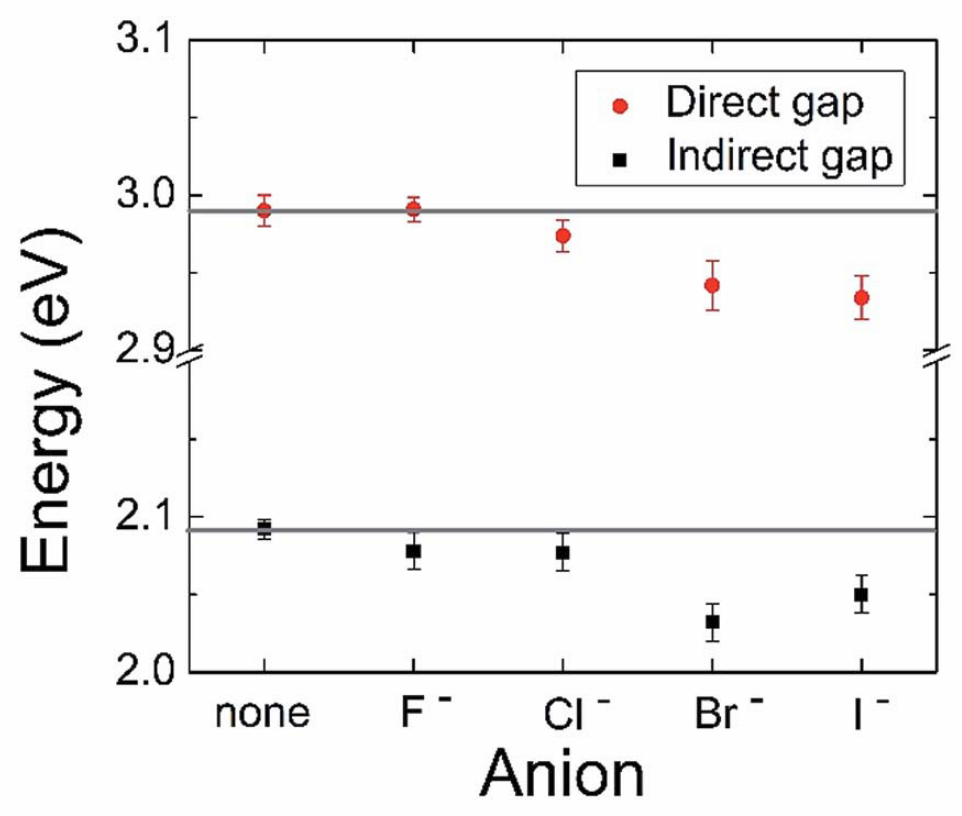 3.1
Direct gap
Indirect gap
3.0
2.9
2.1
2.0
Energy (eV)
none F - Cl - Br - I -
Anion